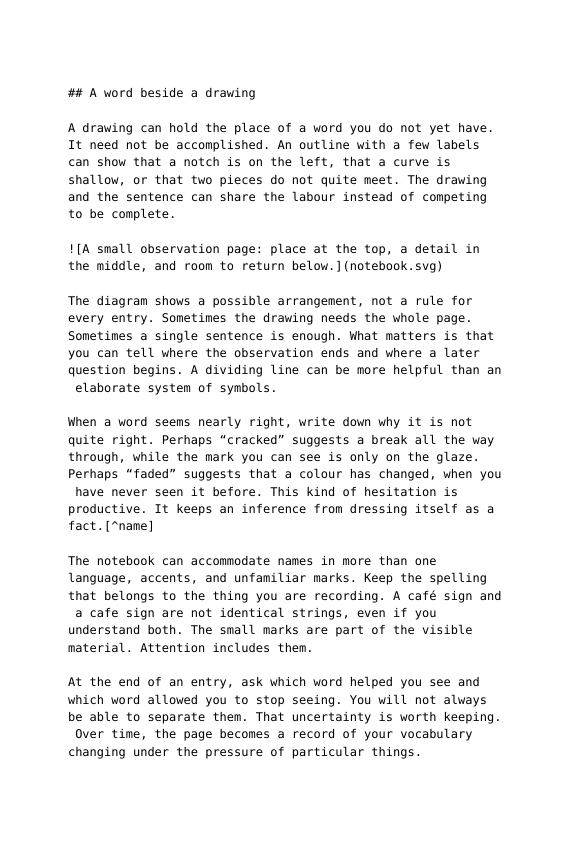 ## A word beside a drawing

A drawing can hold the place of a word you do not yet have.
It need not be accomplished. An outline with a few labels
can show that a notch is on the left, that a curve is
shallow, or that two pieces do not quite meet. The drawing
and the sentence can share the labour instead of competing
to be complete.

![A small observation page: place at the top, a detail in
the middle, and room to return below.](notebook.svg)

The diagram shows a possible arrangement, not a rule for
every entry. Sometimes the drawing needs the whole page.
Sometimes a single sentence is enough. What matters is that
you can tell where the observation ends and where a later
question begins. A dividing line can be more helpful than an
 elaborate system of symbols.

When a word seems nearly right, write down why it is not
quite right. Perhaps “cracked” suggests a break all the way
through, while the mark you can see is only on the glaze.
Perhaps “faded” suggests that a colour has changed, when you
 have never seen it before. This kind of hesitation is
productive. It keeps an inference from dressing itself as a
fact.[^name]

The notebook can accommodate names in more than one
language, accents, and unfamiliar marks. Keep the spelling
that belongs to the thing you are recording. A café sign and
 a cafe sign are not identical strings, even if you
understand both. The small marks are part of the visible
material. Attention includes them.

At the end of an entry, ask which word helped you see and
which word allowed you to stop seeing. You will not always
be able to separate them. That uncertainty is worth keeping.
 Over time, the page becomes a record of your vocabulary
changing under the pressure of particular things.